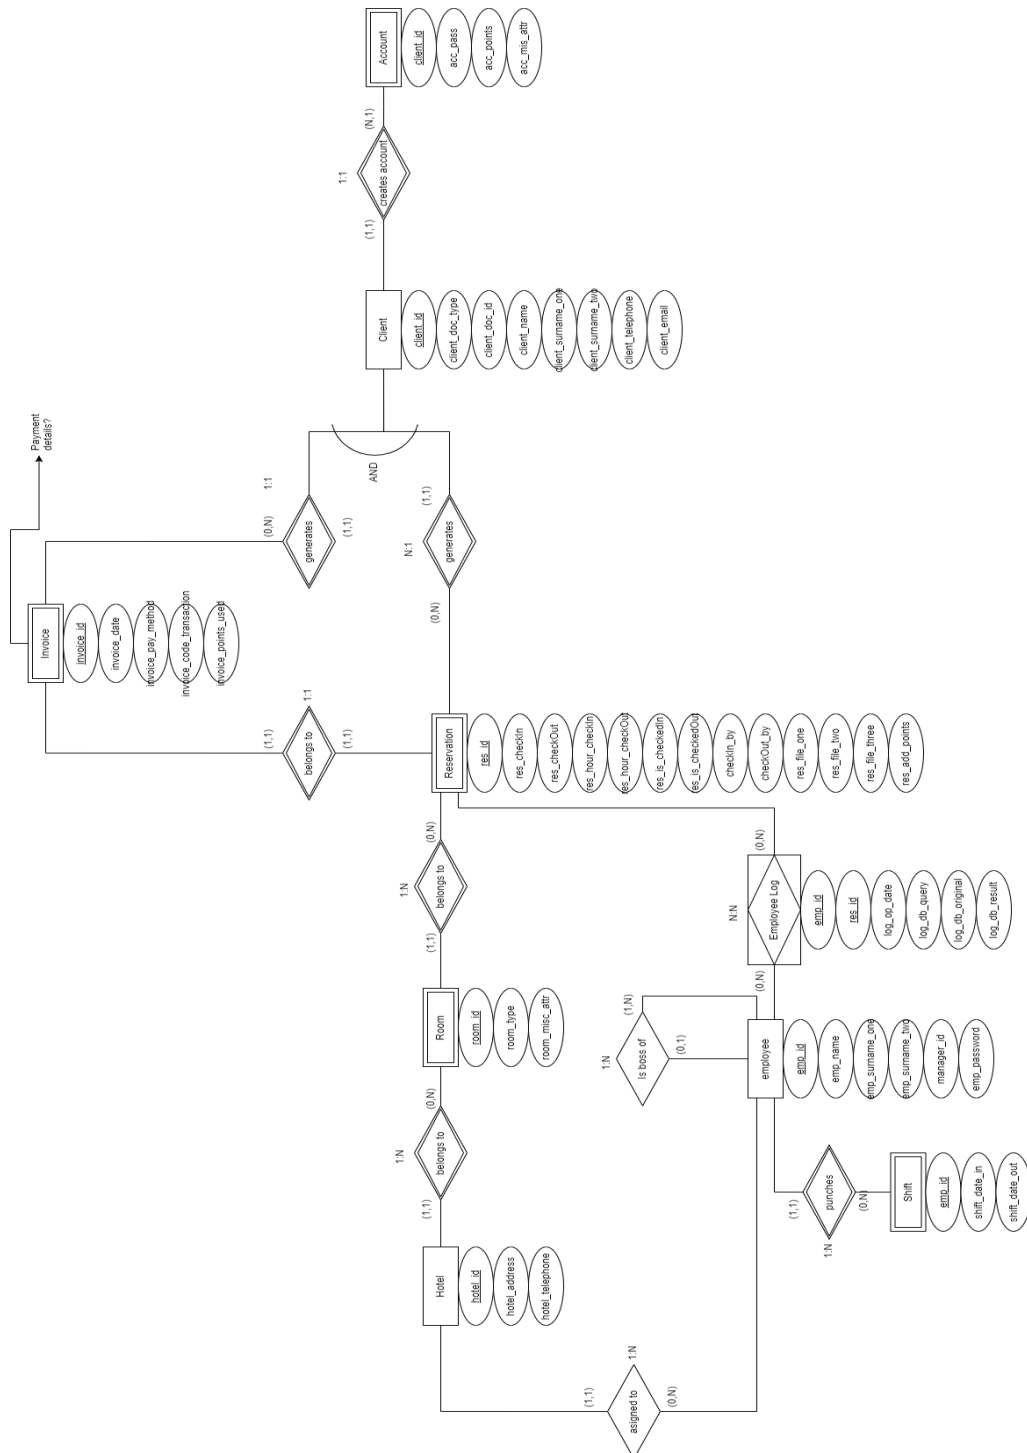 Account
client_id
acc_pass
acc_points
acc_mis_attr
(N,1)
1:1
creates account
(1,1)
Client
client_id
client_doc_type
client_doc_id
client_name
client_surname_one
client_surname_two
client_telephone
client_email
Payment
details?
AND
1:1
(0,N)
generates
(1,1)
(1,1)
N:1
generates
(0,N)
Invoice
invoice_id
invoice_date
invoice_pay_method
invoice_code_transaction
invoice_points_used
1:1
(1,1)
belongs to
(1,1)
Reservation
res_id
res_checkIn
res_checkOut
res_hour_checkIn
res_hour_checkOut
res_is_checkedIn
res_is_checkedOut
checkIn_by
checkOut_by
res_file_one
res_file_two
res_file_three
res_add_points
(0,N)
1:N
belongs to
(1,1)
(0,N)
N:N
Employee Log
(0,N)
emp_id
res_id
log_op_date
log_db_query
log_db_original
log_db_result
Room
room_id
room_type
room_misc_attr
(1,N)
1:N
Is boss of
(0,1)
employee
emp_id
emp_name
emp_surname_one
emp_surname_two
manager_id
emp_password
(0,N)
1:N
belongs to
(1,1)
(1,1)
punches
1:N
(0,N)
Shift
emp_id
shift_date_in
shift_date_out
Hotel
hotel_id
hotel_address
hotel_telephone
1:N
(1,1)
asigned to
(0,N)